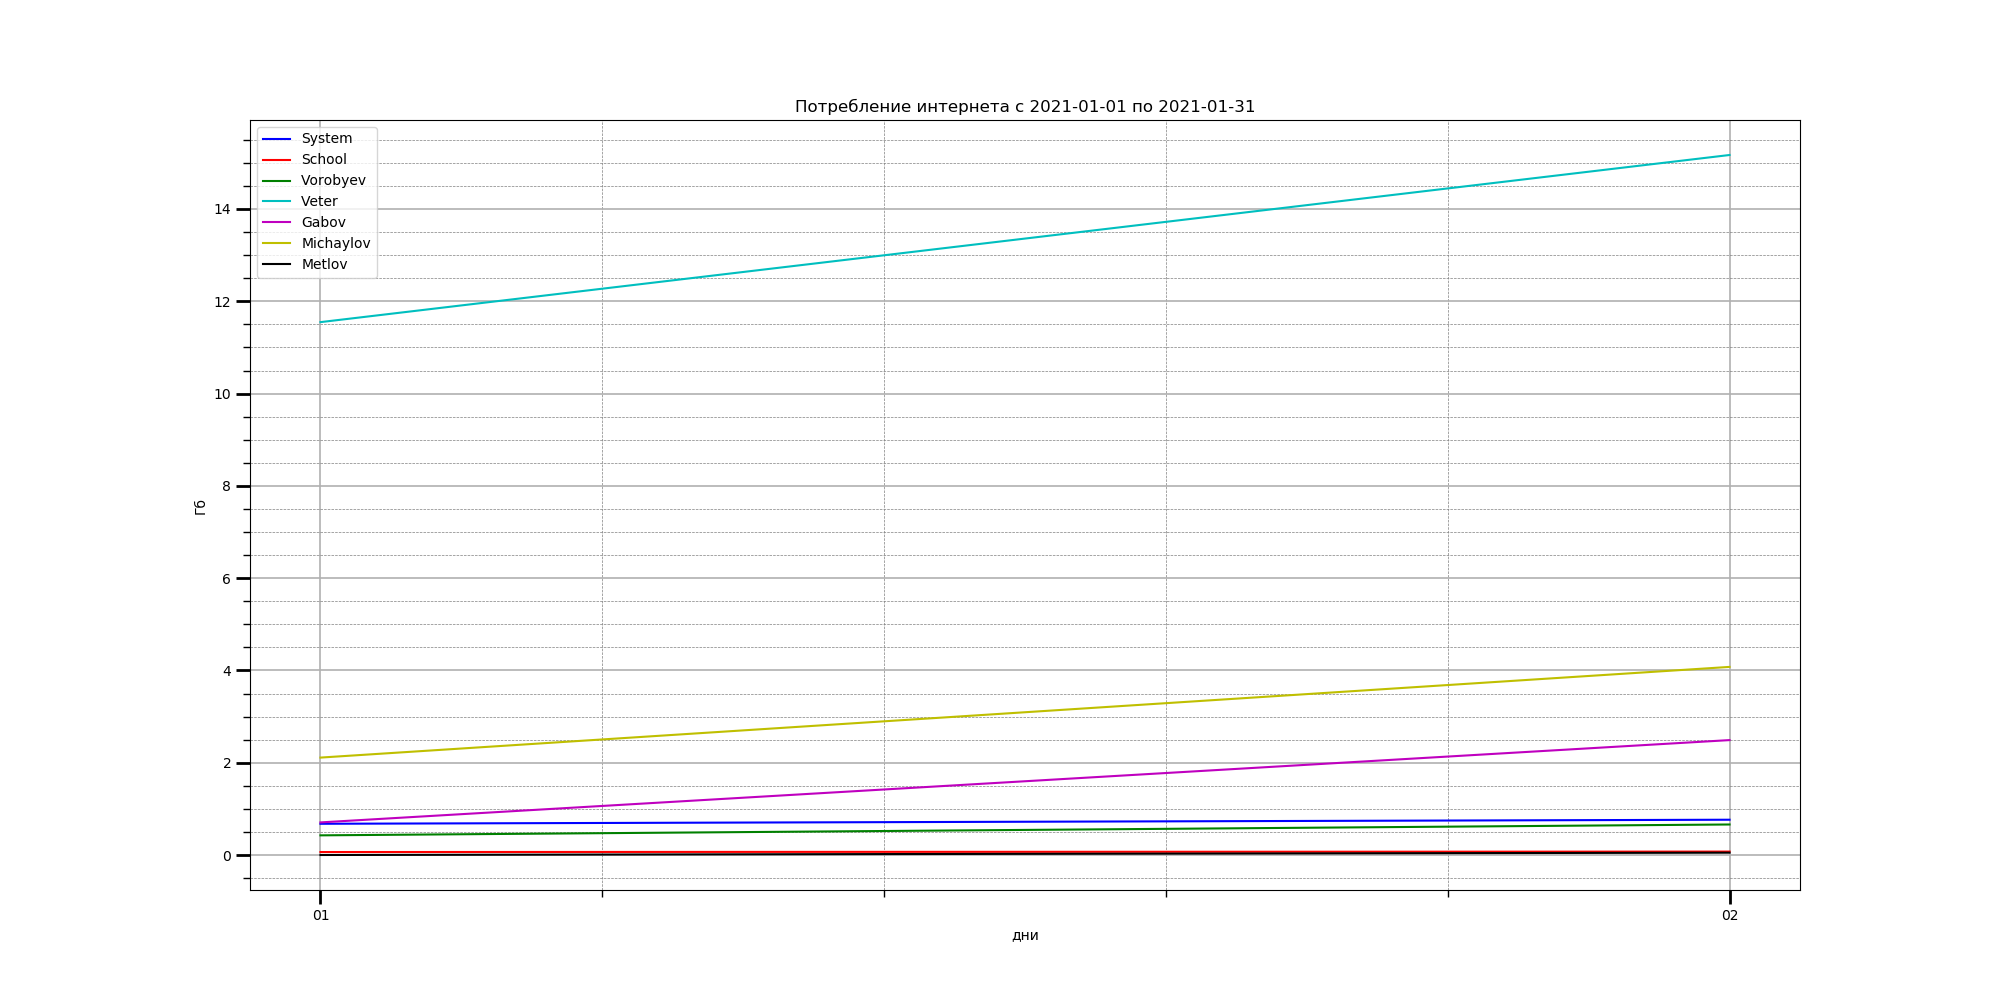 Потребление интернета с 2021-01-01 по 2021-01-31
System
School
Vorobyev
Veter
Gabov
Michaylov
Metlov
14
12
10
8
6
4
2
0
Гб
01
02
дни